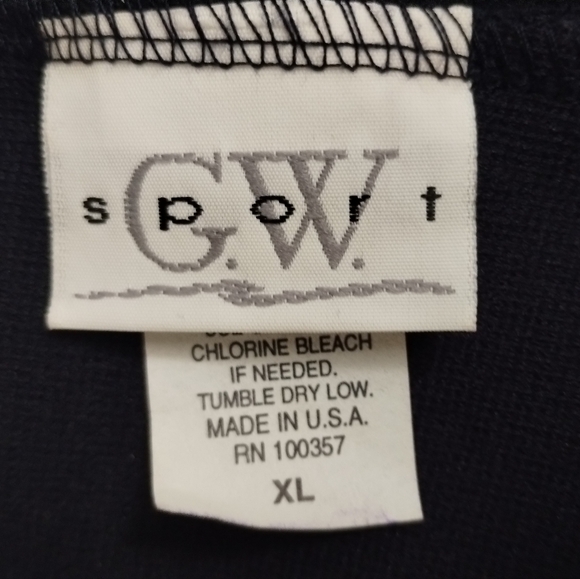 G.W.
sport
CHLORINE BLEACH
IF NEEDED.
TUMBLE DRY LOW.
MADE IN U.S.A.
RN 100357
XL